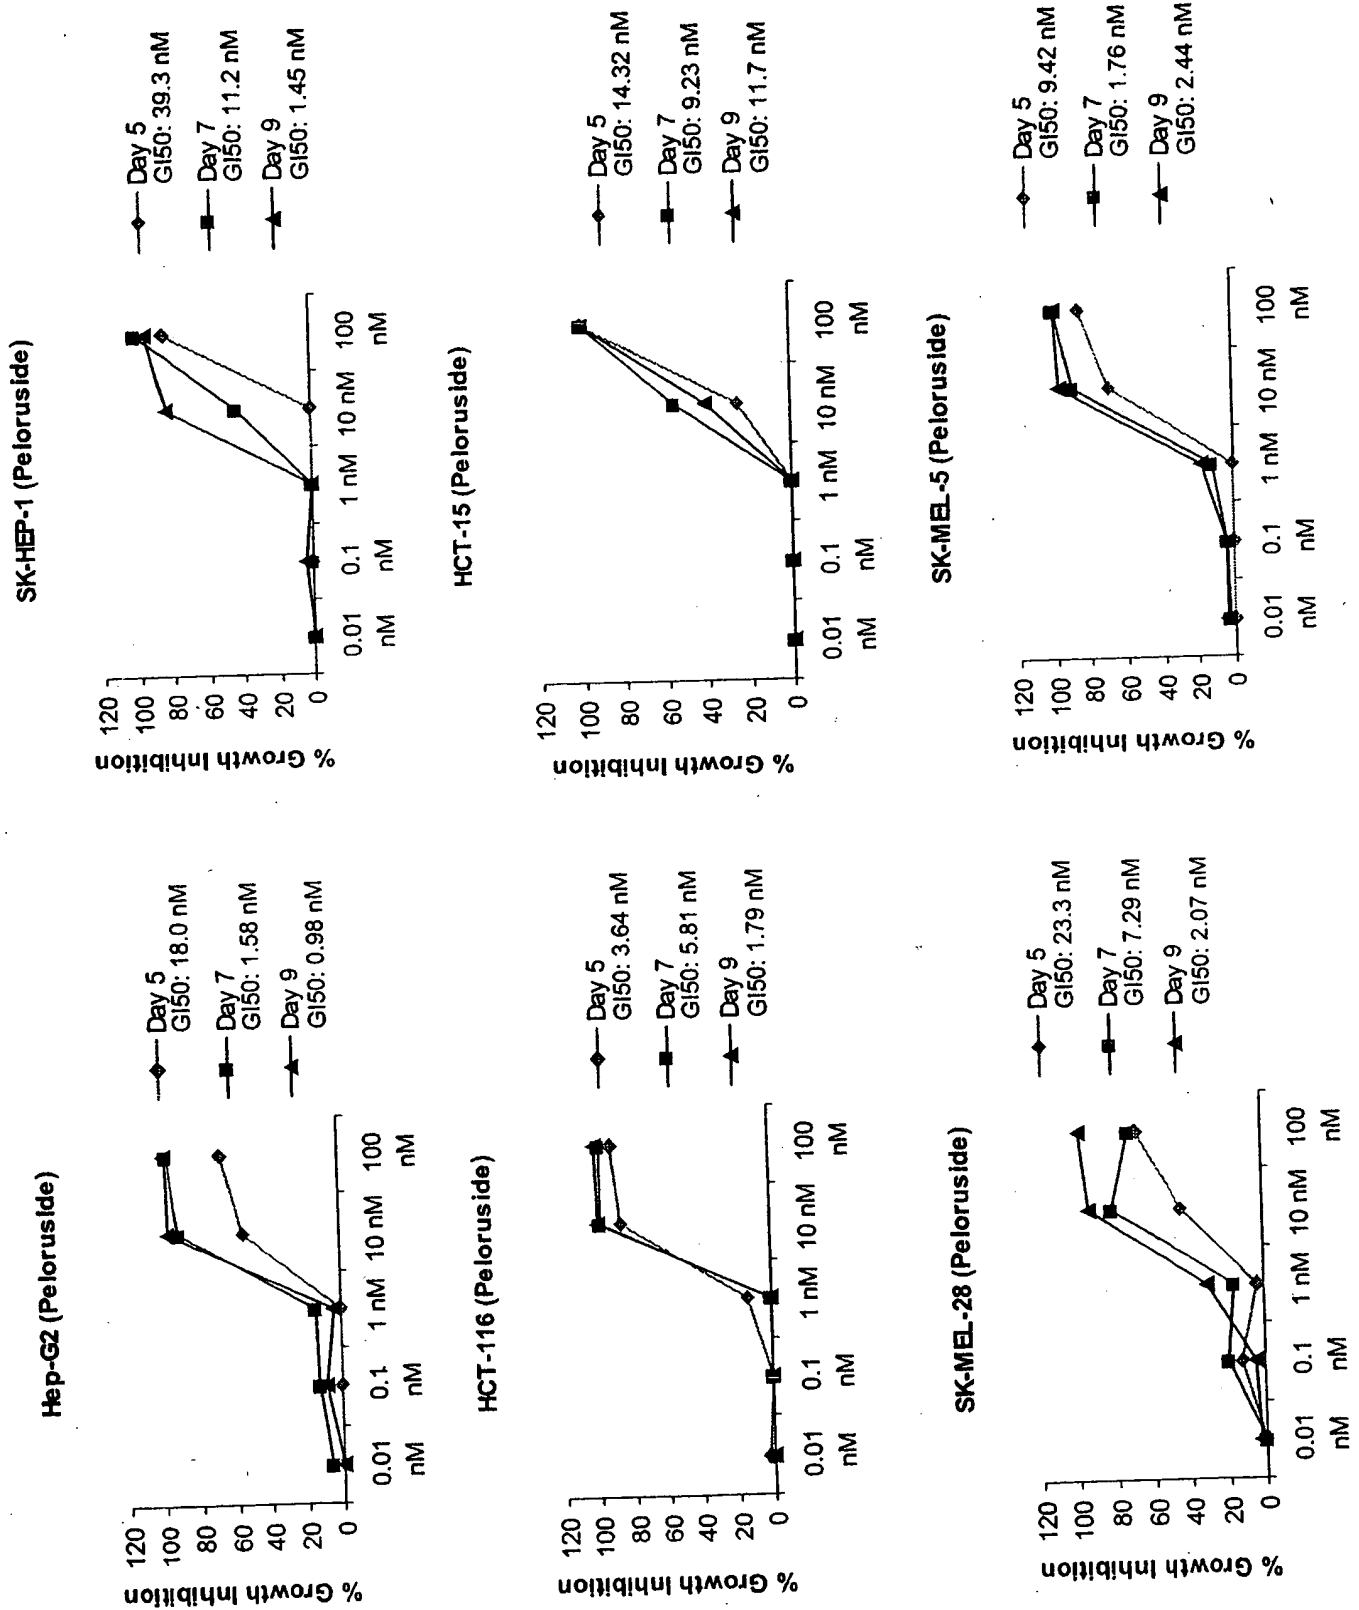 Hep-G2 (Peloruside)
% Growth Inhibition
120
100
80
60
40
20
0
0.01
nM
0.1
nM
1 nM
10 nM
100
nM
Day 5
GI50: 18.0 nM
Day 7
GI50: 1.58 nM
Day 9
GI50: 0.98 nM
SK-HEP-1 (Peloruside)
% Growth Inhibition
120
100
80
60
40
20
0
0.01
nM
0.1
nM
1 nM
10 nM
100
nM
Day 5
GI50: 39.3 nM
Day 7
GI50: 11.2 nM
Day 9
GI50: 1.45 nM
HCT-116 (Peloruside)
% Growth Inhibition
120
100
80
60
40
20
0
0.01
nM
0.1
nM
1 nM
10 nM
100
nM
Day 5
GI50: 3.64 nM
Day 7
GI50: 5.81 nM
Day 9
GI50: 1.79 nM
HCT-15 (Peloruside)
% Growth Inhibition
120
100
80
60
40
20
0
0.01
nM
0.1
nM
1 nM
10 nM
100
nM
Day 5
GI50: 14.32 nM
Day 7
GI50: 9.23 nM
Day 9
GI50: 11.7 nM
SK-MEL-28 (Peloruside)
% Growth Inhibition
120
100
80
60
40
20
0
0.01
nM
0.1
nM
1 nM
10 nM
100
nM
Day 5
GI50: 23.3 nM
Day 7
GI50: 7.29 nM
Day 9
GI50: 2.07 nM
SK-MEL-5 (Peloruside)
% Growth Inhibition
120
100
80
60
40
20
0
0.01
nM
0.1
nM
1 nM
10 nM
100
nM
Day 5
GI50: 9.42 nM
Day 7
GI50: 1.76 nM
Day 9
GI50: 2.44 nM